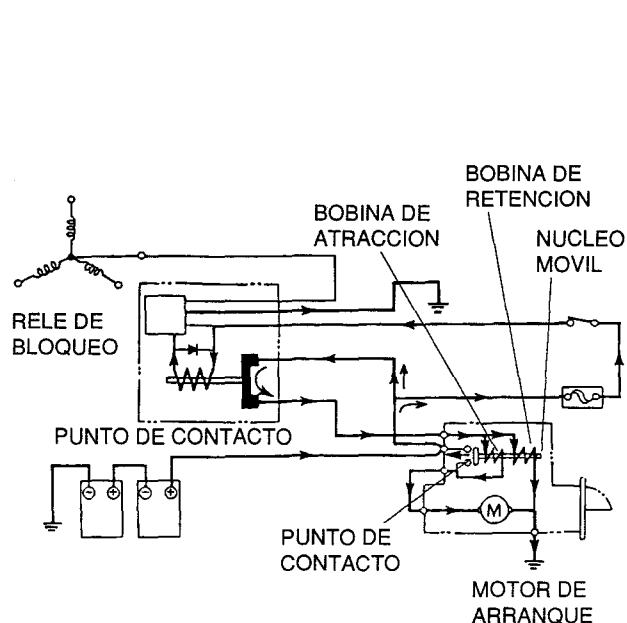 BOBINA DE
RETENCION
BOBINA DE
ATRACCION
NUCLEO
MOVIL
RELE DE
BLOQUEO
PUNTO DE CONTACTO
- + - +
M
PUNTO DE
CONTACTO
MOTOR DE
ARRANQUE